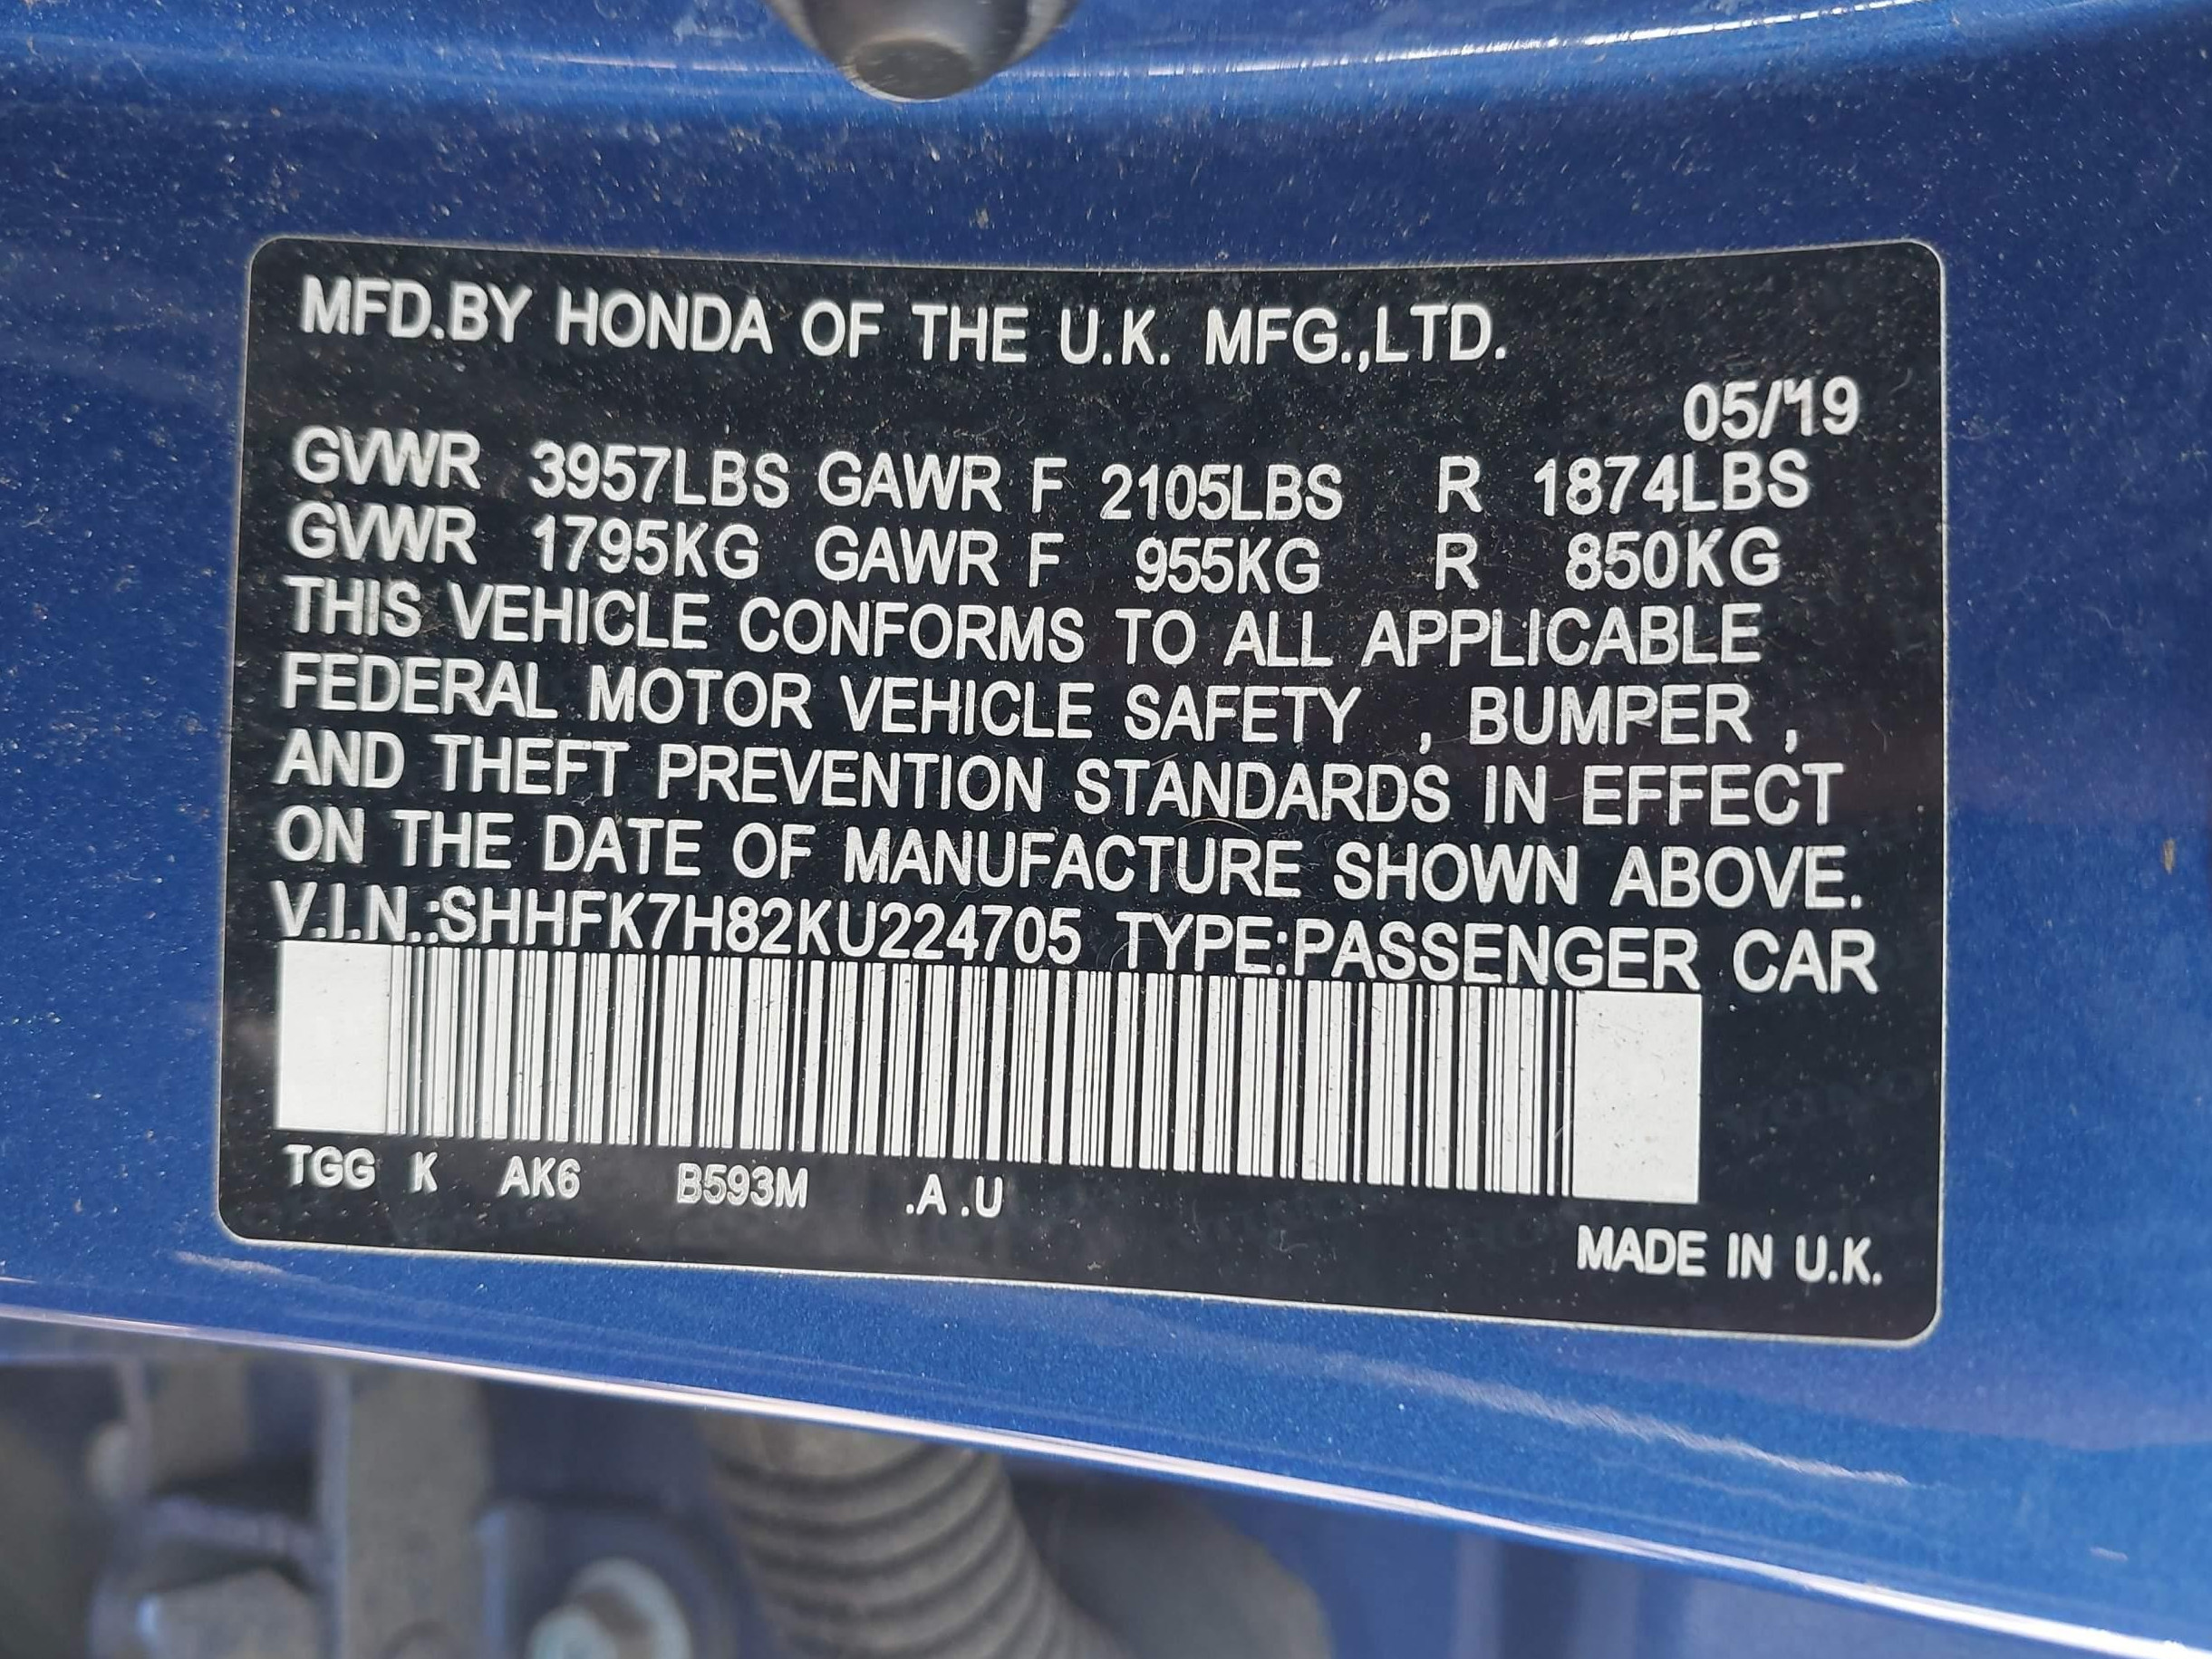 MFD.BY HONDA OF THE U.K. MFG.,LTD.
05/'19
GVWR 3957LBS GAWR F 2105LBS R 1874LBS
GVWR 1795KG GAWR F 955KG R 850KG
THIS VEHICLE CONFORMS TO ALL APPLICABLE
FEDERAL MOTOR VEHICLE SAFETY , BUMPER ,
AND THEFT PREVENTION STANDARDS IN EFFECT
ON THE DATE OF MANUFACTURE SHOWN ABOVE.
V.I.N.:SHHFK7H82KU224705 TYPE:PASSENGER CAR
TGG K AK6 B593M .A .U
MADE IN U.K.